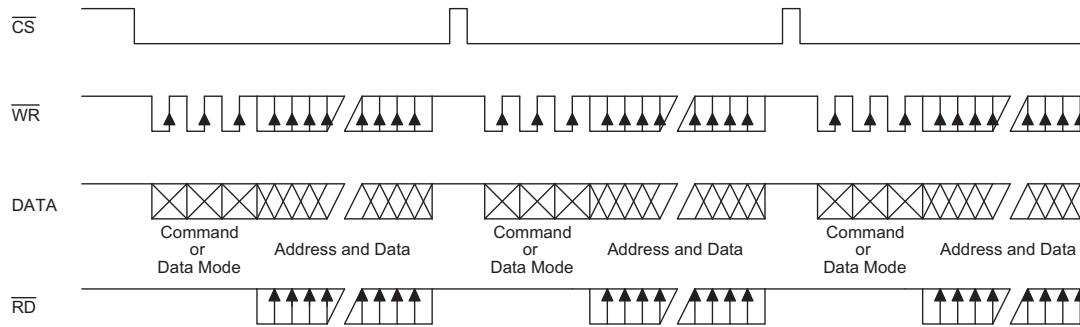 CS
WR
DATA
Command Command Command
or Address and Data or Address and Data or Address and Data
Data Mode Data Mode Data Mode
RD